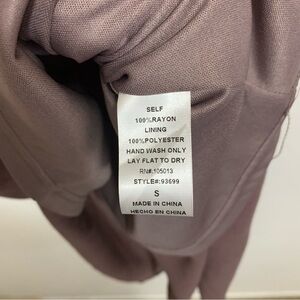 SELF
100%RAYON
LINING
100%POLYESTER
HAND WASH ONLY
LAY FLAT TO DRY
RN#:105013
STYLE#:93699
S
MADE IN CHINA
HECHO EN CHINA